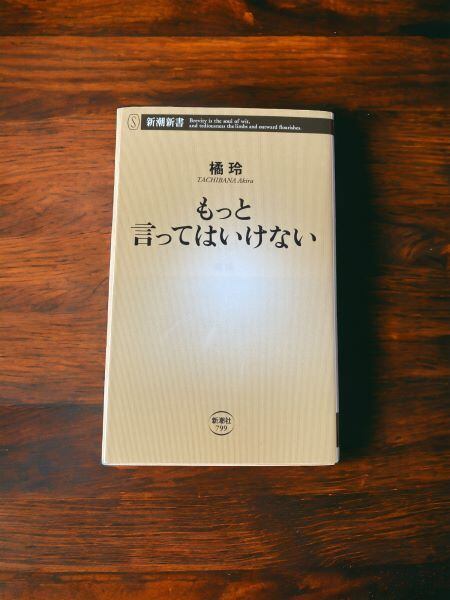 S 新潮新書
Brevity is the soul of wit,
and tediousness the limbs and outward flourishes.
橘 玲
TACHIBANA Akira
もっと
言ってはいけない
新潮社
799